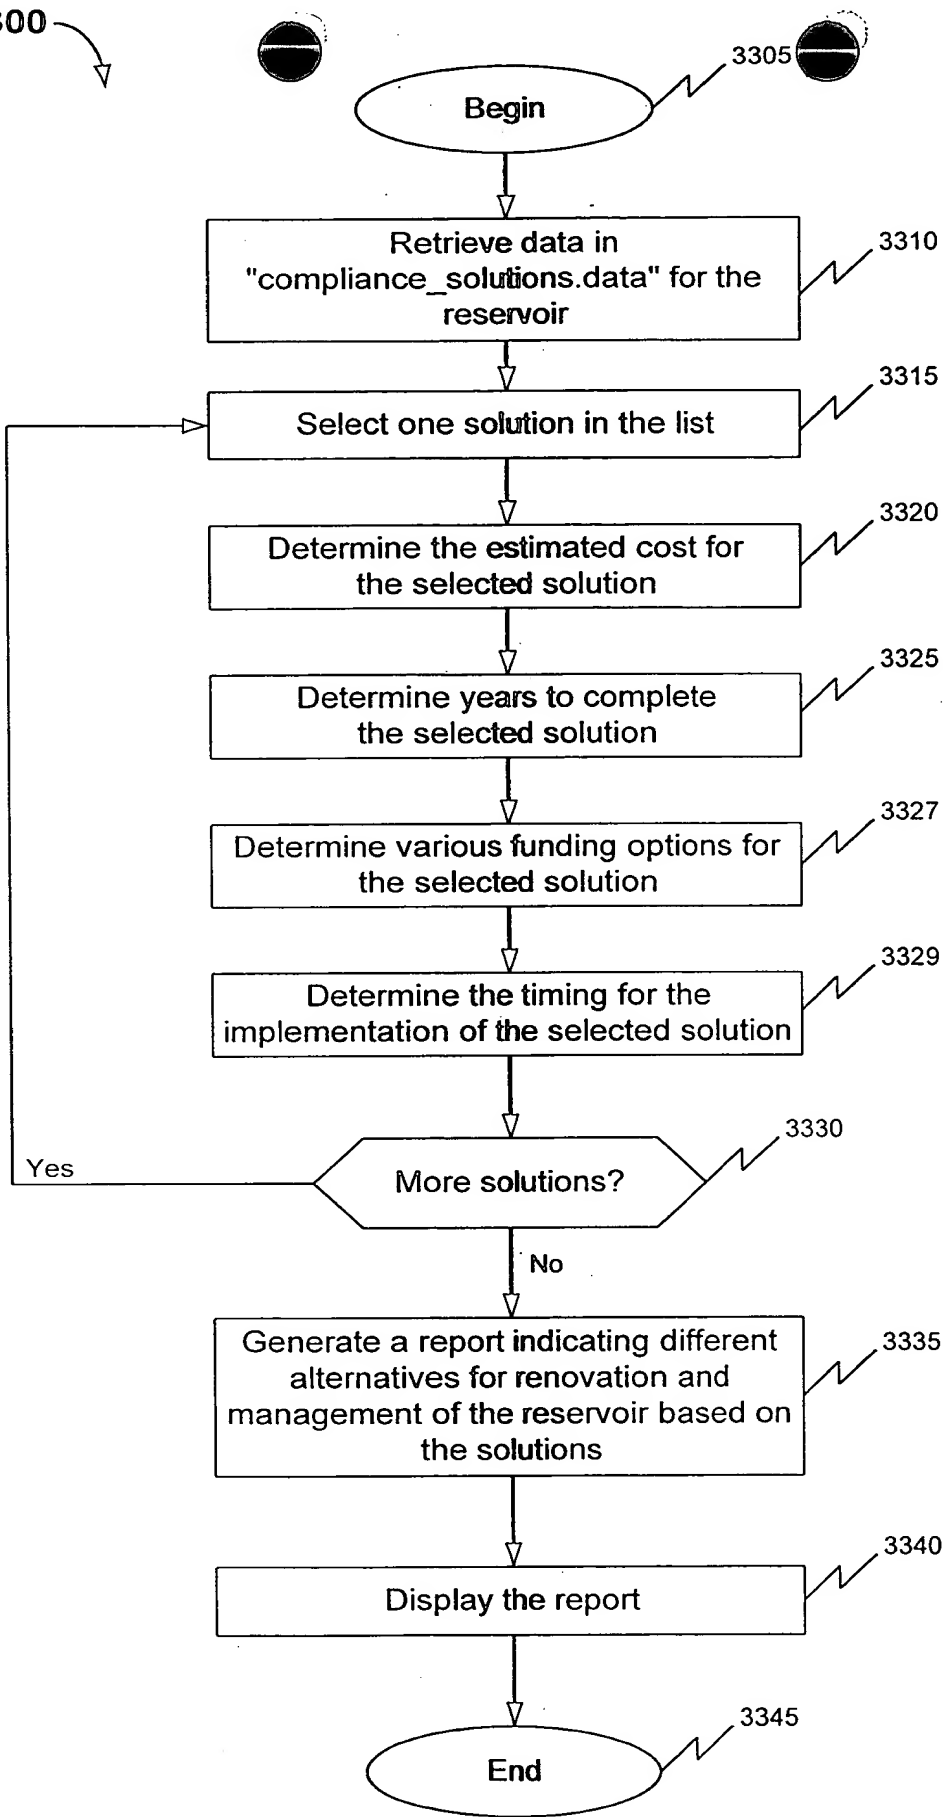 300
3305
Begin
Retrieve data in
"compliance_solutions.data" for the
reservoir
3310
3315
Select one solution in the list
3320
Determine the estimated cost for
the selected solution
3325
Determine years to complete
the selected solution
3327
Determine various funding options for
the selected solution
3329
Determine the timing for the
implementation of the selected solution
3330
More solutions?
Yes
No
Generate a report indicating different
alternatives for renovation and
management of the reservoir based on
the solutions
3335
3340
Display the report
3345
End